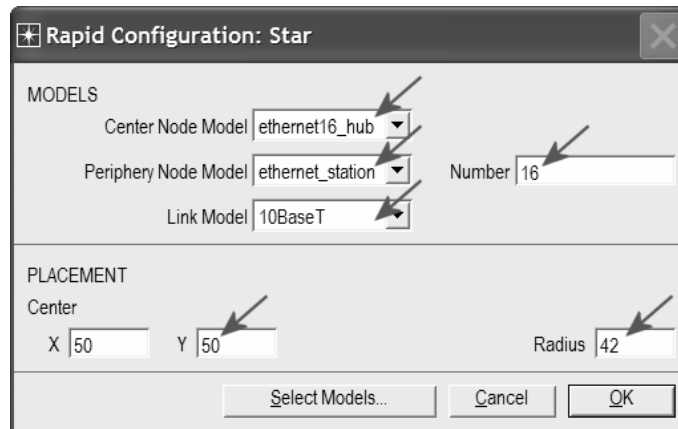 Rapid Configuration: Star
MODELS
Center Node Model ethernet16_hub
Periphery Node Model ethernet_station Number 16
Link Model 10BaseT
PLACEMENT
Center
X 50 Y 50 Radius 42
Select Models... Cancel OK